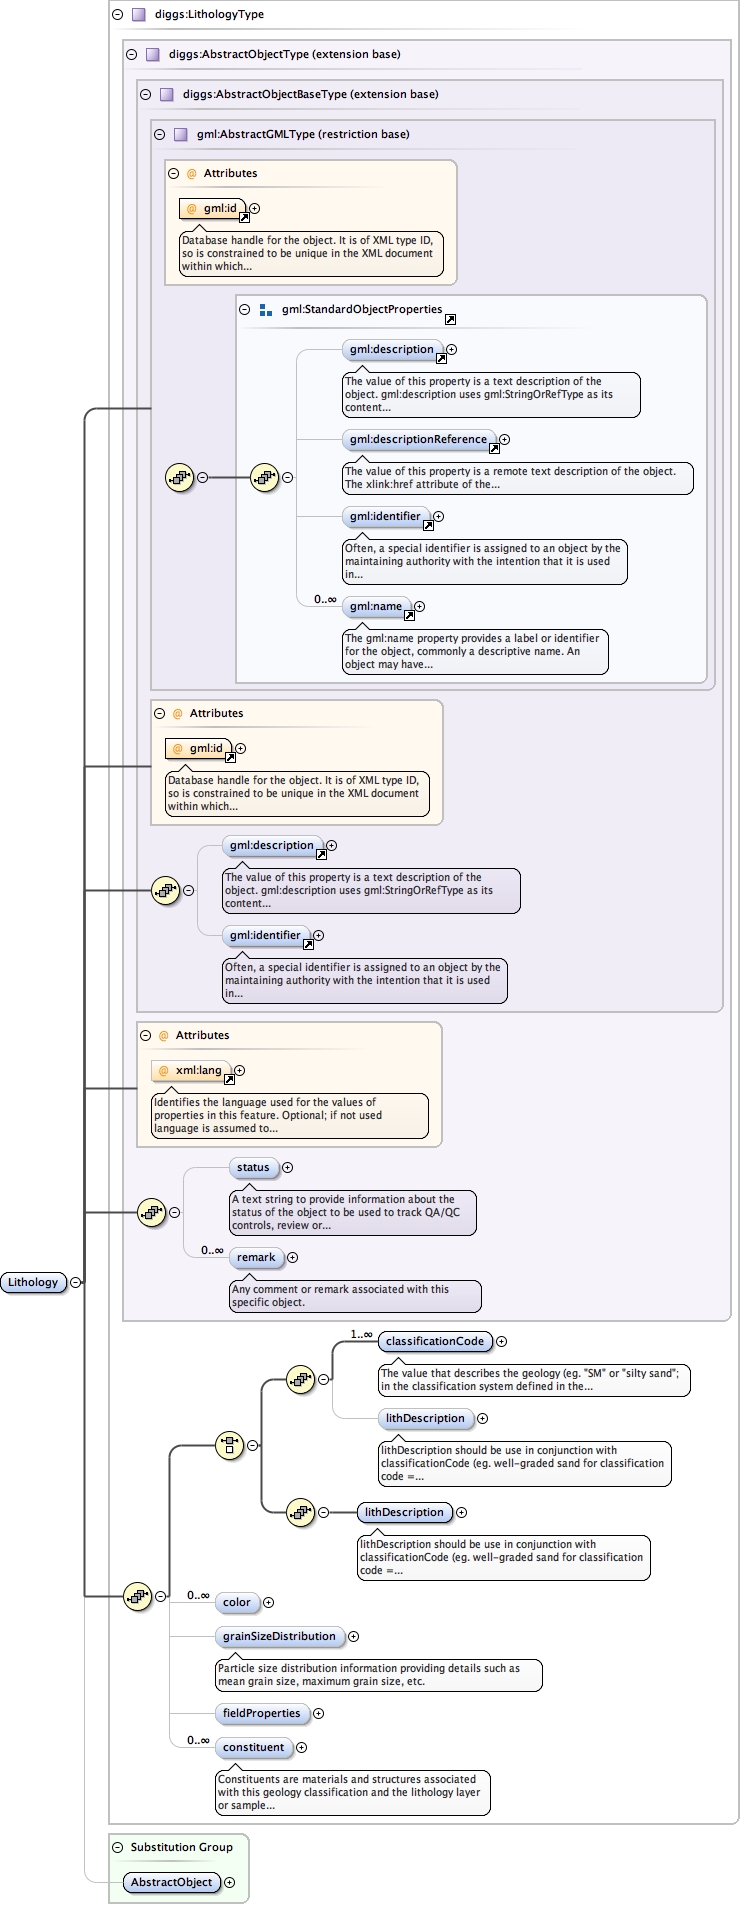 diggs:LithologyType
diggs:AbstractObjectType (extension base)
diggs:AbstractObjectBaseType (extension base)
gml:AbstractGMLType (restriction base)
@ Attributes
@ gml:id
Database handle for the object. It is of XML type ID,
so is constrained to be unique in the XML document
within which...
gml:StandardObjectProperties
gml:description
The value of this property is a text description of the
object. gml:description uses gml:StringOrRefType as its
content...
gml:descriptionReference
The value of this property is a remote text description of the object.
The xlink:href attribute of the...
gml:identifier
Often, a special identifier is assigned to an object by the
maintaining authority with the intention that it is used
in...
0..∞
gml:name
The gml:name property provides a label or identifier
for the object, commonly a descriptive name. An
object may have...
@ Attributes
@ gml:id
Database handle for the object. It is of XML type ID,
so is constrained to be unique in the XML document
within which...
gml:description
The value of this property is a text description of the
object. gml:description uses gml:StringOrRefType as its
content...
gml:identifier
Often, a special identifier is assigned to an object by the
maintaining authority with the intention that it is used
in...
@ Attributes
@ xml:lang
Identifies the language used for the values of
properties in this feature. Optional; if not used
language is assumed to...
status
A text string to provide information about the
status of the object to be used to track QA/QC
controls, review or...
0..∞
remark
Any comment or remark associated with this
specific object.
Lithology
1..∞
classificationCode
The value that describes the geology (eg. "SM" or "silty sand";
in the classification system defined in the...
lithDescription
lithDescription should be use in conjunction with
classificationCode (eg. well-graded sand for classification
code =...
lithDescription
lithDescription should be use in conjunction with
classificationCode (eg. well-graded sand for classification
code =...
0..∞
color
grainSizeDistribution
Particle size distribution information providing details such as
mean grain size, maximum grain size, etc.
fieldProperties
0..∞
constituent
Constituents are materials and structures associated
with this geology classification and the lithology layer
or sample...
Substitution Group
AbstractObject